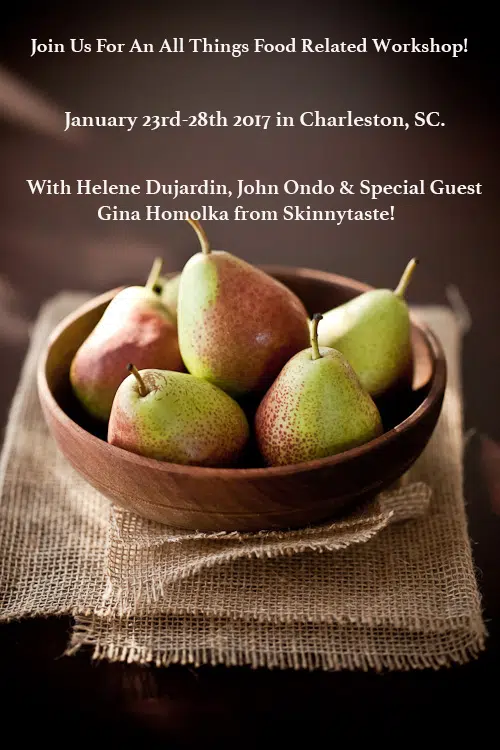 Join Us For An All Things Food Related Workshop!
January 23rd-28th 2017 in Charleston, SC.
With Helene Dujardin, John Ondo & Special Guest
Gina Homolka from Skinnytaste!